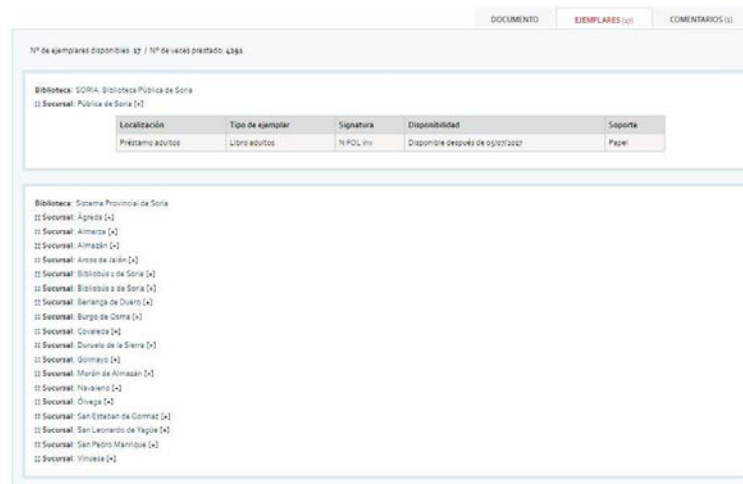 DOCUMENTO EJEMPLARES (17) COMENTARIOS (1)
Nº de ejemplares disponibles: 17 / Nº de veces prestado: 4291
Biblioteca: SORIA. Biblioteca Pública de Soria
:: Sucursal: Pública de Soria [+]
Localización Tipo de ejemplar Signatura Disponibilidad Soporte
Préstamo adultos Libro adultos N POL inv Disponible después de 05/07/2017 Papel
Biblioteca: Sistema Provincial de Soria
:: Sucursal: Ágreda [+]
:: Sucursal: Almarza [+]
:: Sucursal: Almazán [+]
:: Sucursal: Arcos de Jalón [+]
:: Sucursal: Bibliobús 1 de Soria [+]
:: Sucursal: Bibliobús 2 de Soria [+]
:: Sucursal: Berlanga de Duero [+]
:: Sucursal: Burgo de Osma [+]
:: Sucursal: Covaleda [+]
:: Sucursal: Duruelo de la Sierra [+]
:: Sucursal: Golmayo [+]
:: Sucursal: Morón de Almazán [+]
:: Sucursal: Navaleno [+]
:: Sucursal: Ólvega [+]
:: Sucursal: San Esteban de Gormaz [+]
:: Sucursal: San Leonardo de Yagüe [+]
:: Sucursal: San Pedro Manrique [+]
:: Sucursal: Vinuesa [+]